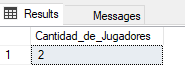 Results Messages
Cantidad_de_Jugadores
1 2